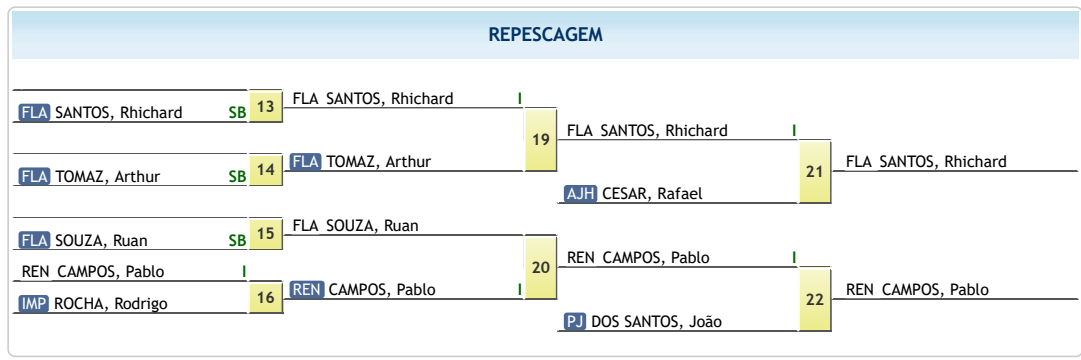 REPESCAGEM
FLA SANTOS, Rhichard SB
13
FLA SANTOS, Rhichard I
FLA TOMAZ, Arthur SB
14
FLA TOMAZ, Arthur
19
FLA SANTOS, Rhichard I
AJH CESAR, Rafael
21
FLA SANTOS, Rhichard
FLA SOUZA, Ruan SB
15
FLA SOUZA, Ruan
REN CAMPOS, Pablo I
IMP ROCHA, Rodrigo
16
REN CAMPOS, Pablo I
20
REN CAMPOS, Pablo I
PJ DOS SANTOS, João
22
REN CAMPOS, Pablo